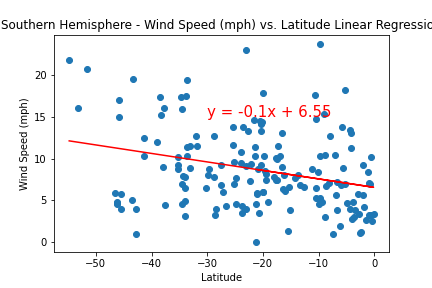 Southern Hemisphere - Wind Speed (mph) vs. Latitude Linear Regressio
y = -0.1x + 6.55
Wind Speed (mph)
20
15
10
5
0
−50
−40
−30
−20
−10
0
Latitude